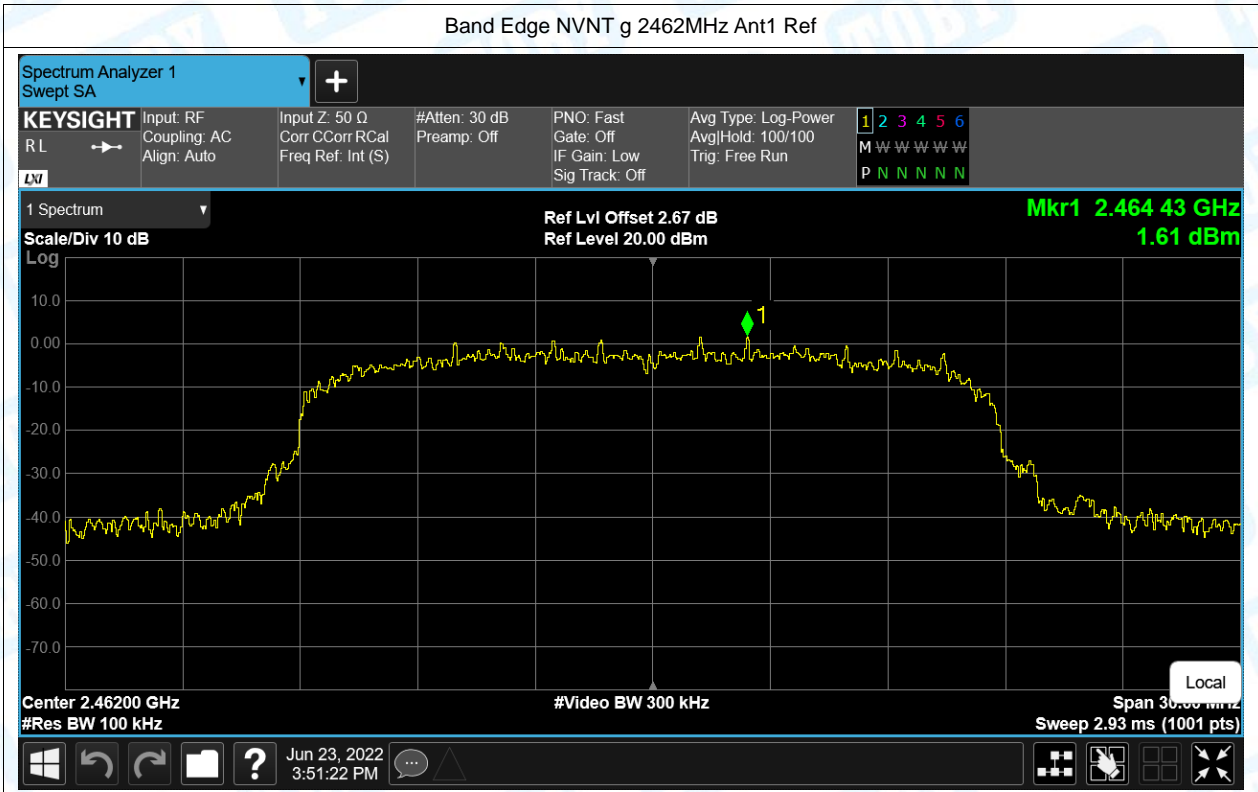 Band Edge NVNT g 2462MHz Ant1 Ref
Spectrum Analyzer 1
Swept SA
KEYSIGHT
R L
LXI
Input: RF
Coupling: AC
Align: Auto
Input Z: 50 Ω
Corr CCorr RCal
Freq Ref: Int (S)
#Atten: 30 dB
Preamp: Off
PNO: Fast
Gate: Off
IF Gain: Low
Sig Track: Off
Avg Type: Log-Power
Avg|Hold: 100/100
Trig: Free Run
1 2 3 4 5 6
M W W W W W
P N N N N N
1 Spectrum
Scale/Div 10 dB
Log
Ref Lvl Offset 2.67 dB
Ref Level 20.00 dBm
Mkr1 2.464 43 GHz
1.61 dBm
10.0
0.00
-10.0
-20.0
-30.0
-40.0
-50.0
-60.0
-70.0
1
Local
Center 2.46200 GHz
#Res BW 100 kHz
#Video BW 300 kHz
Span 30.00 MHz
Sweep 2.93 ms (1001 pts)
?
Jun 23, 2022
3:51:22 PM